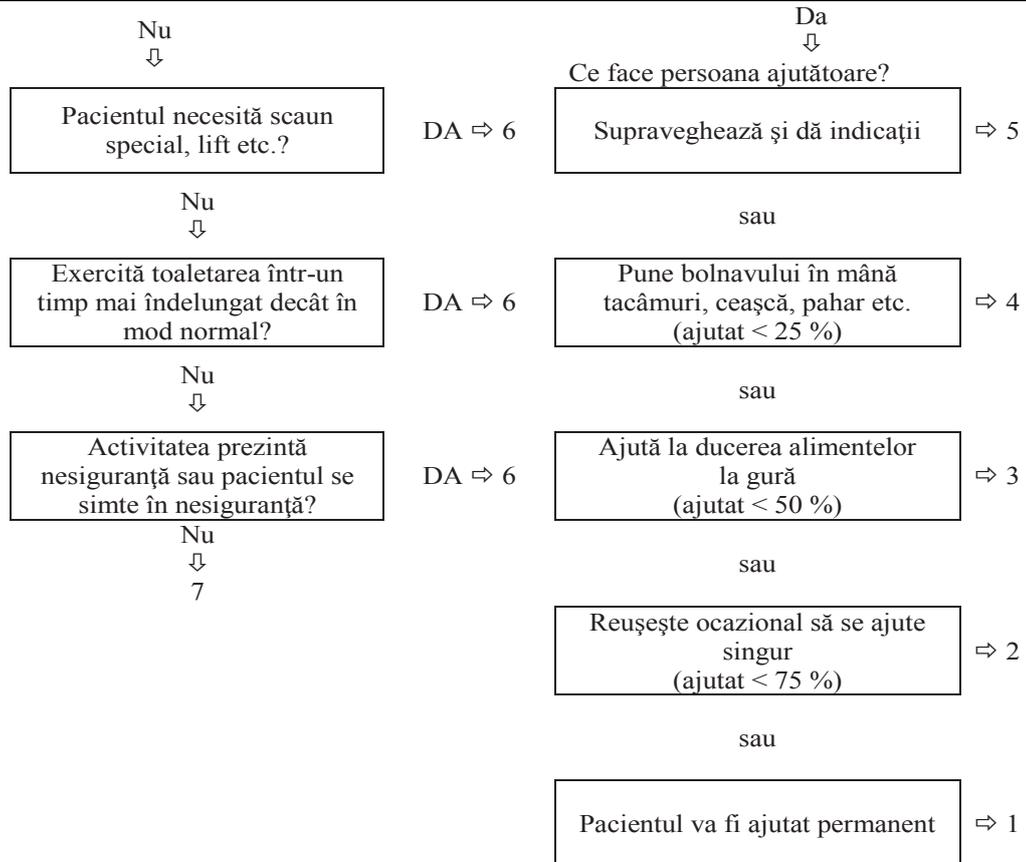 Nu
⇩
Da
⇩
Ce face persoana ajutătoare?
Pacientul necesită scaun
special, lift etc.?
DA ⇨ 6
Supraveghează şi dă indicaţii
⇨ 5
Nu
⇩
sau
Exercită toaletarea într-un
timp mai îndelungat decât în
mod normal?
DA ⇨ 6
Pune bolnavului în mână
tacâmuri, ceaşcă, pahar etc.
(ajutat < 25 %)
⇨ 4
Nu
⇩
sau
Activitatea prezintă
nesiguranţă sau pacientul se
simte în nesiguranţă?
DA ⇨ 6
Ajută la ducerea alimentelor
la gură
(ajutat < 50 %)
⇨ 3
Nu
⇩
7
sau
Reuşeşte ocazional să se ajute
singur
(ajutat < 75 %)
⇨ 2
sau
Pacientul va fi ajutat permanent
⇨ 1